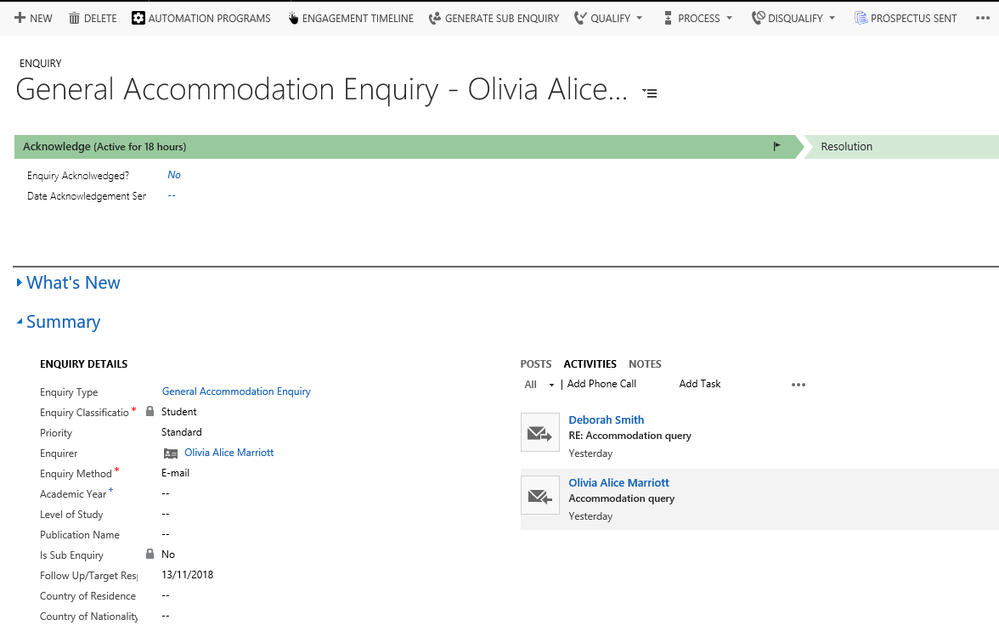 NEW DELETE AUTOMATION PROGRAMS ENGAGEMENT TIMELINE GENERATE SUB ENQUIRY QUALIFY PROCESS DISQUALIFY PROSPECTUS SENT
ENQUIRY
General Accommodation Enquiry - Olivia Alice...
Acknowledge (Active for 18 hours) Resolution
Enquiry Acknolwedged? No
Date Acknowledgement Ser --
What's New
Summary
ENQUIRY DETAILS
Enquiry Type General Accommodation Enquiry
Enquiry Classificatio * Student
Priority Standard
Enquirer Olivia Alice Marriott
Enquiry Method * E-mail
Academic Year + --
Level of Study --
Publication Name --
Is Sub Enquiry No
Follow Up/Target Resp 13/11/2018
Country of Residence --
Country of Nationality --
POSTS ACTIVITIES NOTES
All | Add Phone Call Add Task
Deborah Smith
RE: Accommodation query
Yesterday
Olivia Alice Marriott
Accommodation query
Yesterday